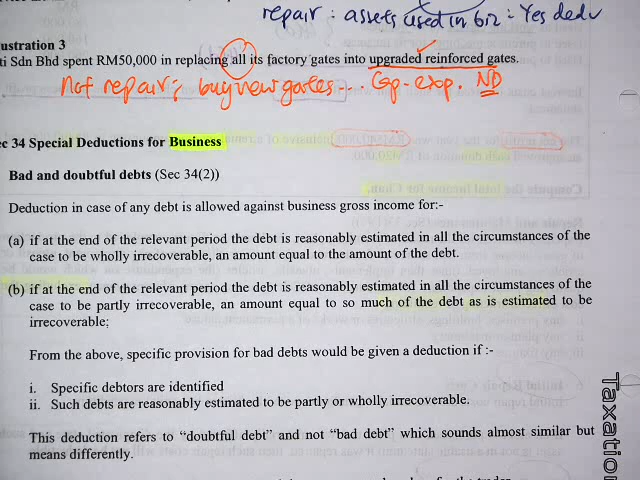 repair : assets used in biz = Yes dedu
ustration 3
ti Sdn Bhd spent RM50,000 in replacing all its factory gates into upgraded reinforced gates.
Not repair; buy new gates... Cap. exp. ND
ec 34 Special Deductions for Business
Bad and doubtful debts (Sec 34(2))
Deduction in case of any debt is allowed against business gross income for:-
(a) if at the end of the relevant period the debt is reasonably estimated in all the circumstances of the
case to be wholly irrecoverable, an amount equal to the amount of the debt.
(b) if at the end of the relevant period the debt is reasonably estimated in all the circumstances of the
case to be partly irrecoverable, an amount equal to so much of the debt as is estimated to be
irrecoverable;
From the above, specific provision for bad debts would be given a deduction if :-
i. Specific debtors are identified
ii. Such debts are reasonably estimated to be partly or wholly irrecoverable.
This deduction refers to “doubtful debt” and not “bad debt” which sounds almost similar but
means differently.
Taxation